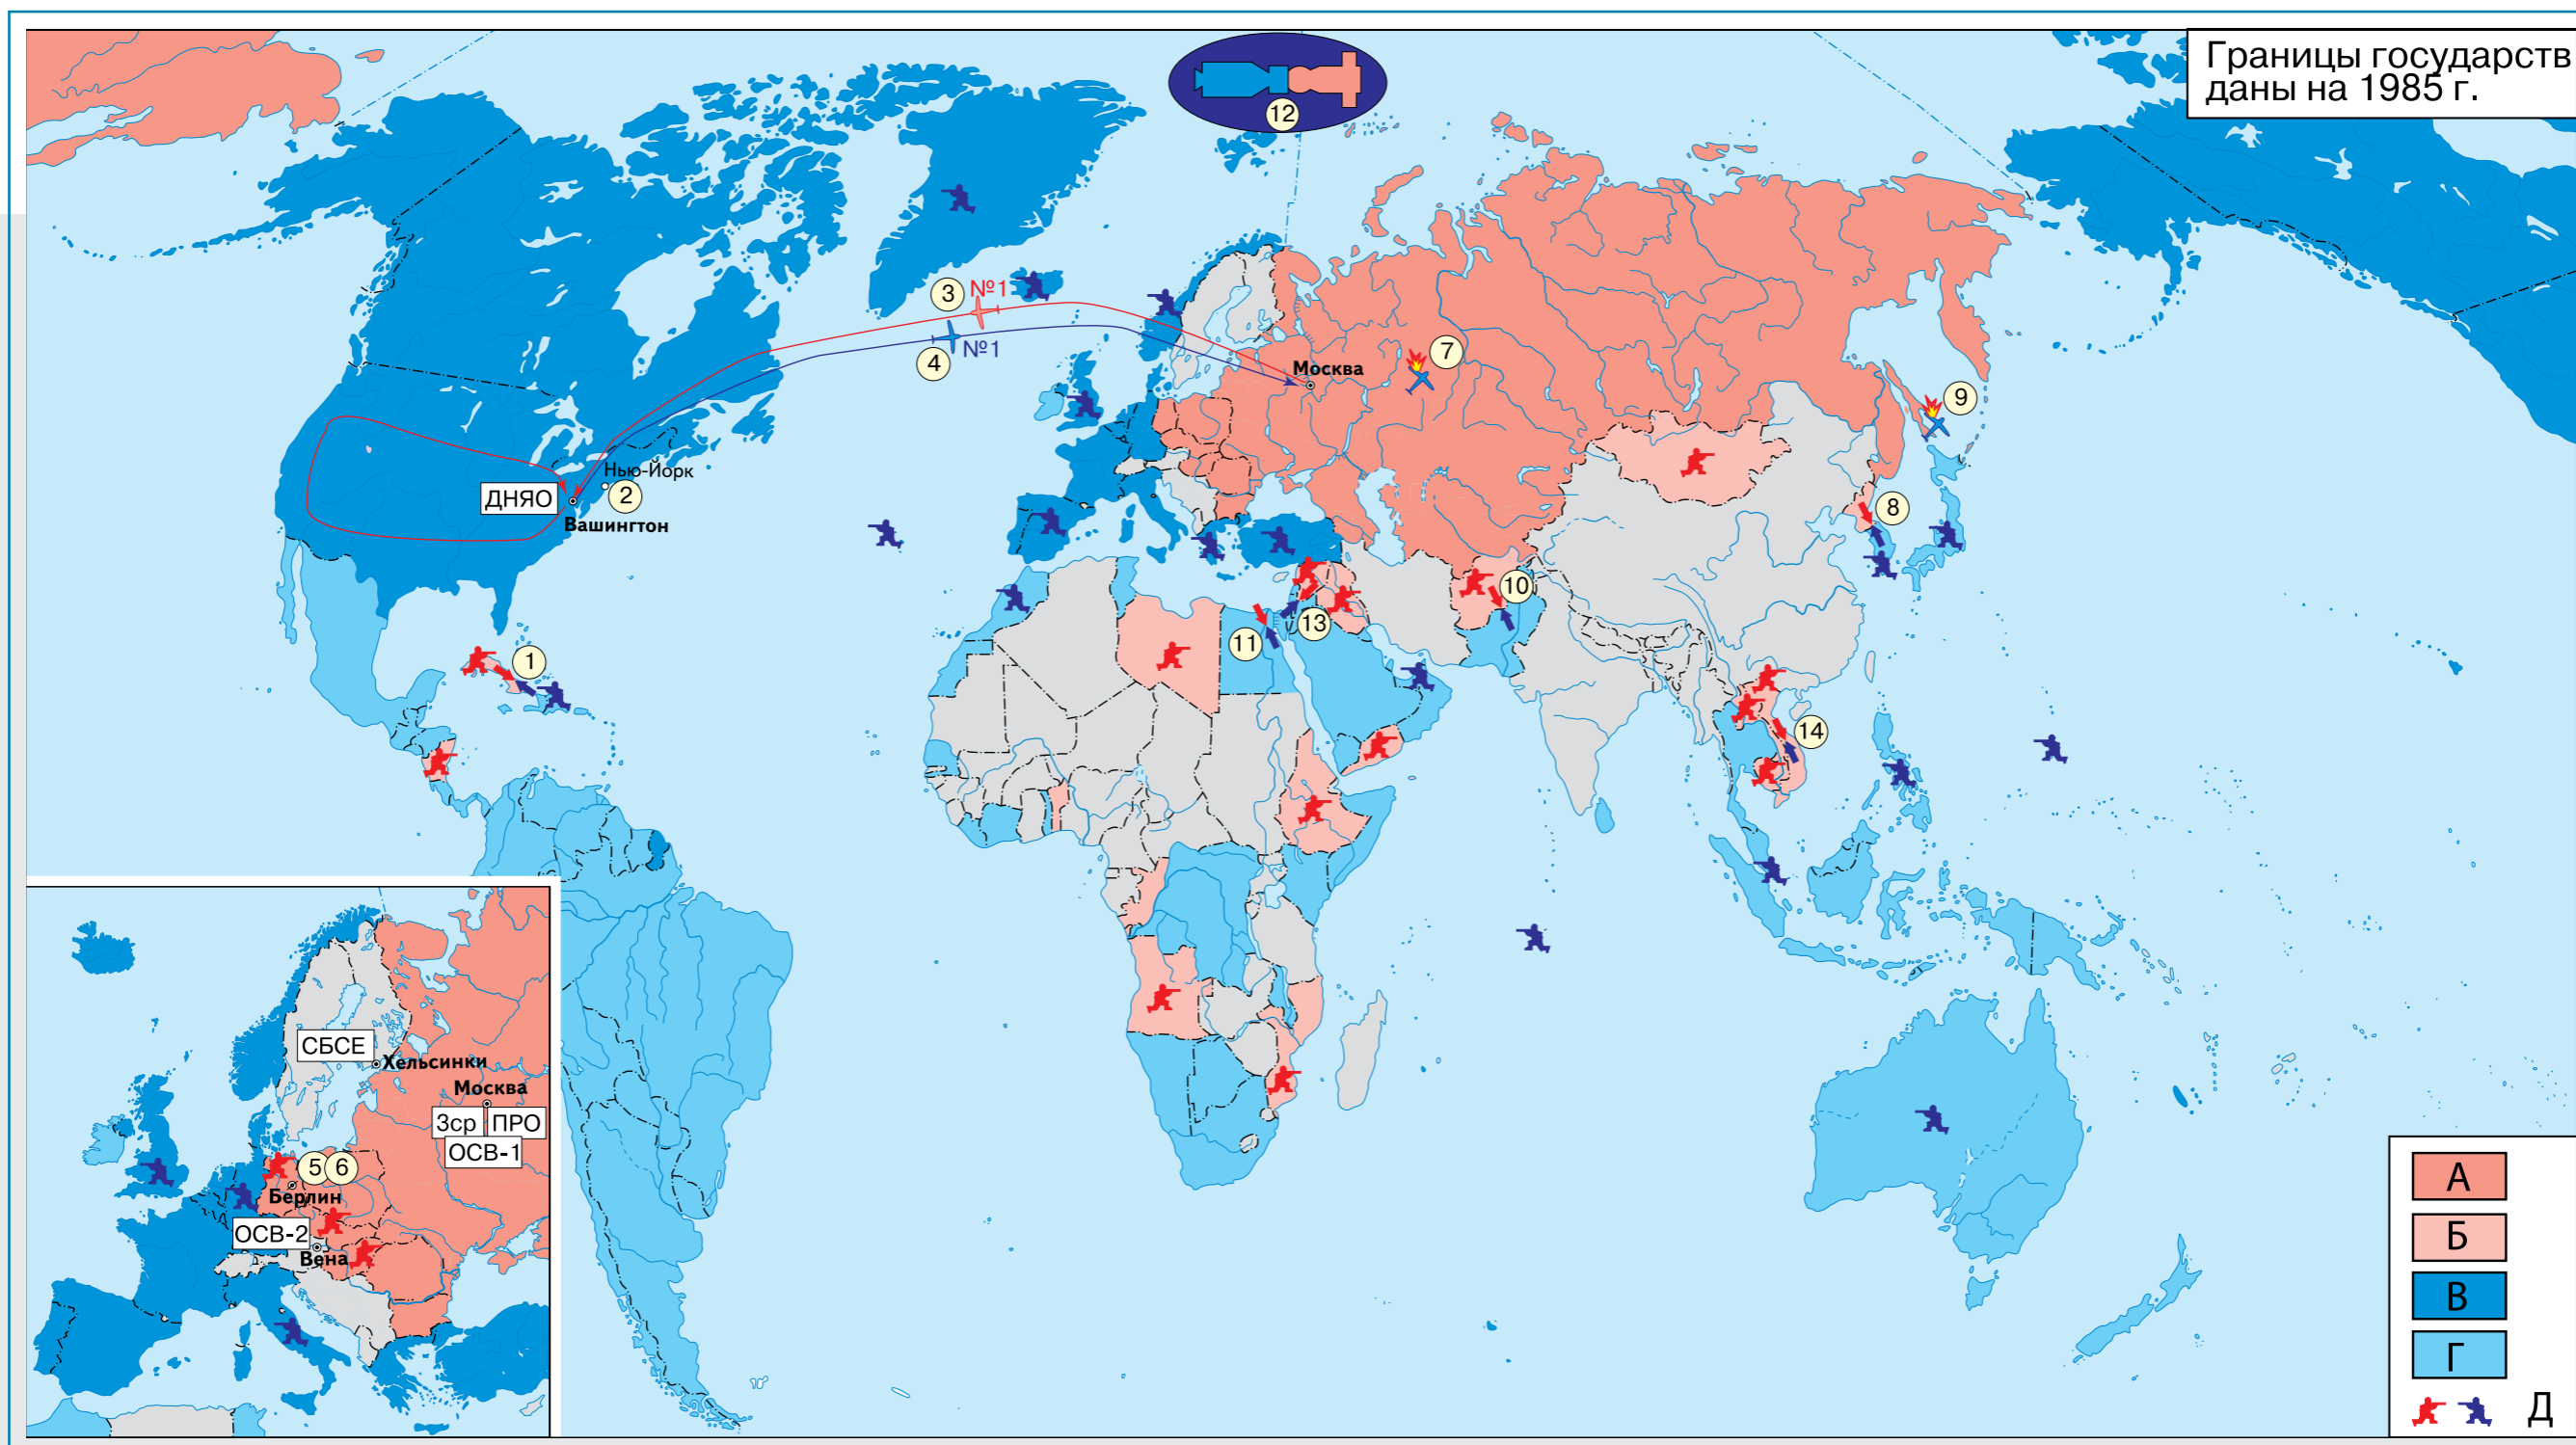 Границы государств
даны на 1985 г.
12
3
№1
4
№1
7
Москва
9
Нью-Йорк
ДНЯО
2
Вашингтон
8
10
13
11
1
14
СБСЕ
Хельсинки
Москва
3ср
ПРО
ОСВ-1
5
6
Берлин
ОСВ-2
Вена
А
Б
В
Г
Д